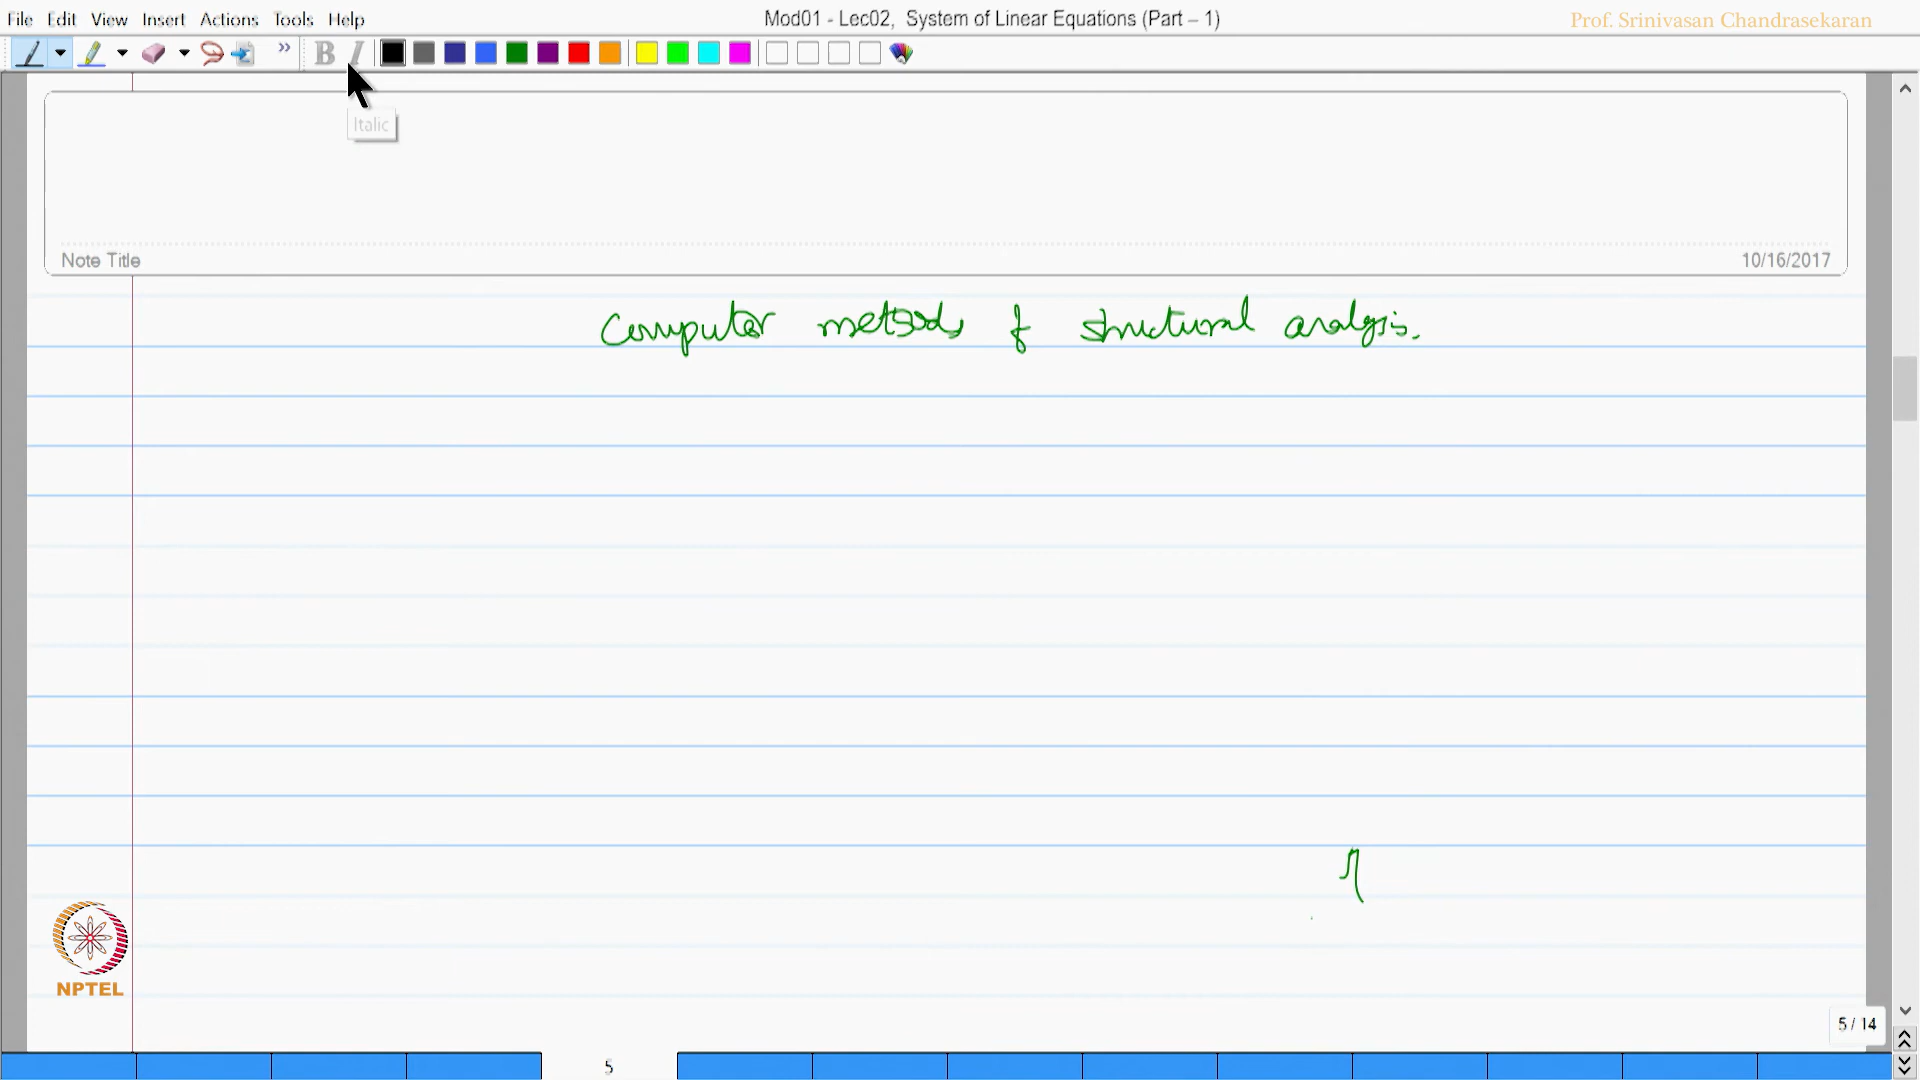 File Edit View Insert Actions Tools Help
Mod01 - Lec02, System of Linear Equations (Part – 1)
Prof. Srinivasan Chandrasekaran
B I
Italic
Note Title
10/16/2017
Computer methods of structural analysis.
NPTEL
5 / 14
5